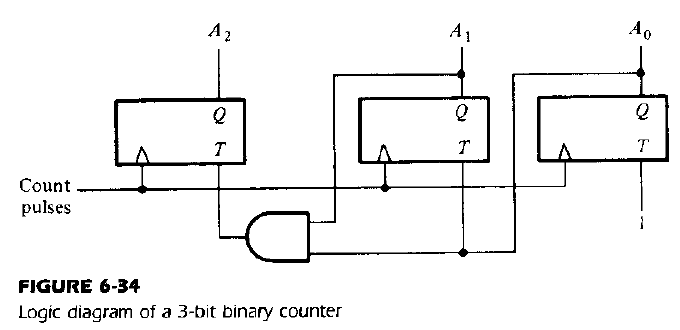 A2 A1 A0
Q Q Q
T T T
Count
pulses
1
FIGURE 6-34
Logic diagram of a 3-bit binary counter